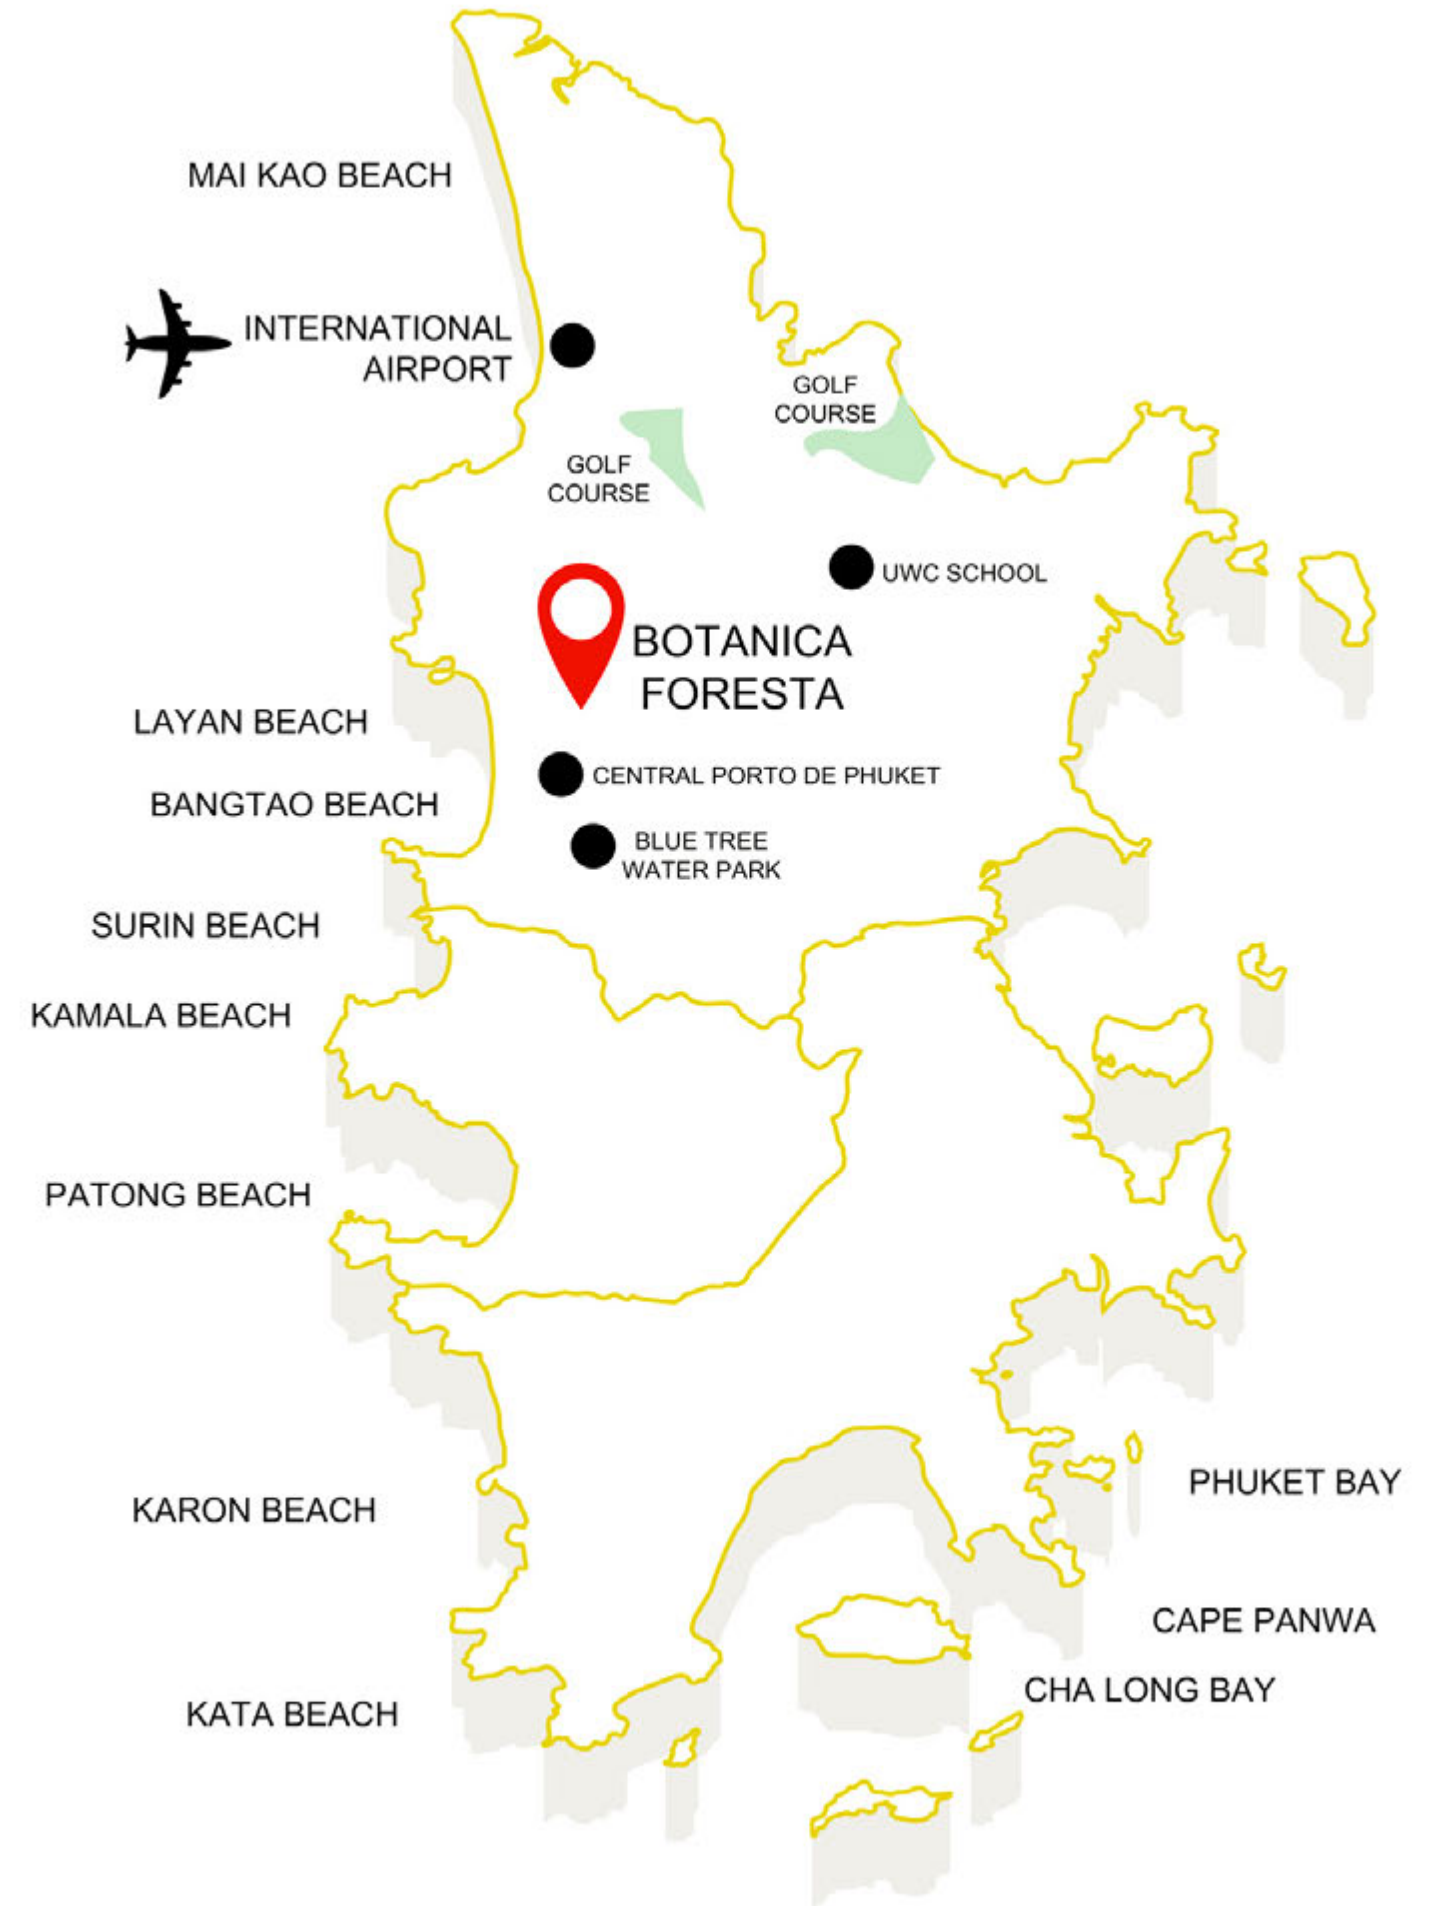 MAI KAO BEACH
INTERNATIONAL
AIRPORT
GOLF
COURSE
GOLF
COURSE
UWC SCHOOL
BOTANICA
FORESTA
LAYAN BEACH
CENTRAL PORTO DE PHUKET
BANGTAO BEACH
BLUE TREE
WATER PARK
SURIN BEACH
KAMALA BEACH
PATONG BEACH
PHUKET BAY
KARON BEACH
CAPE PANWA
CHA LONG BAY
KATA BEACH